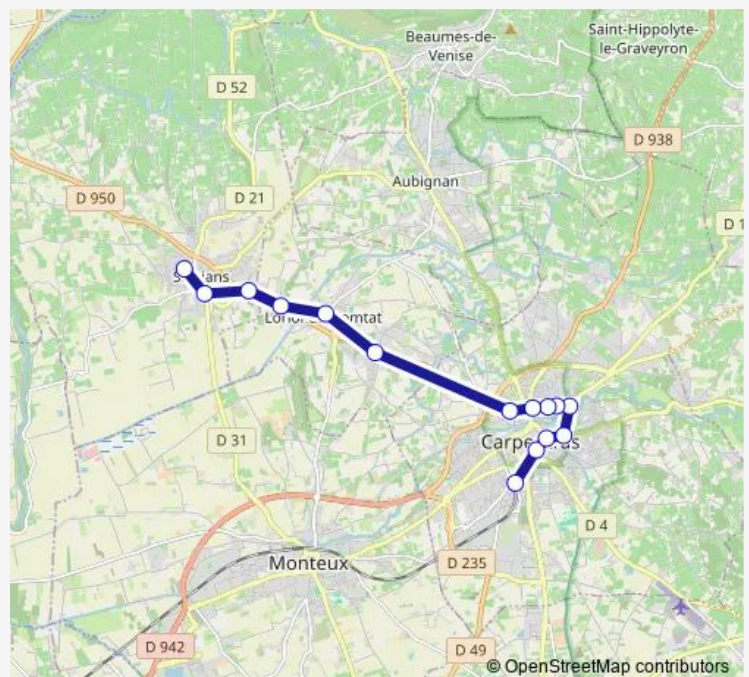 Beaumes-de-
Venise
Saint-Hippolyte-
le-Graveyron
D 52
D 938
Aubignan
D 950
D 21
D 1
D 31
D 4
Monteux
D 235
D 942
D 49
© OpenStreetMap contributors